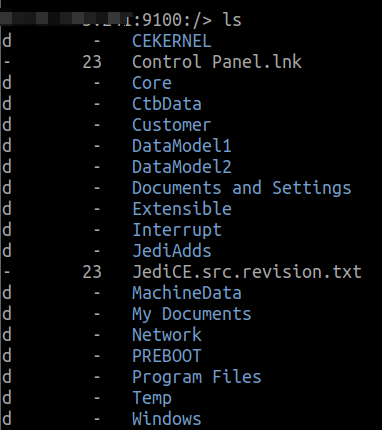 :9100:/> ls
d - CEKERNEL
- 23 Control Panel.lnk
d - Core
d - CtbData
d - Customer
d - DataModel1
d - DataModel2
d - Documents and Settings
d - Extensible
d - Interrupt
d - JediAdds
- 23 JediCE.src.revision.txt
d - MachineData
d - My Documents
d - Network
d - PREBOOT
d - Program Files
d - Temp
d - Windows